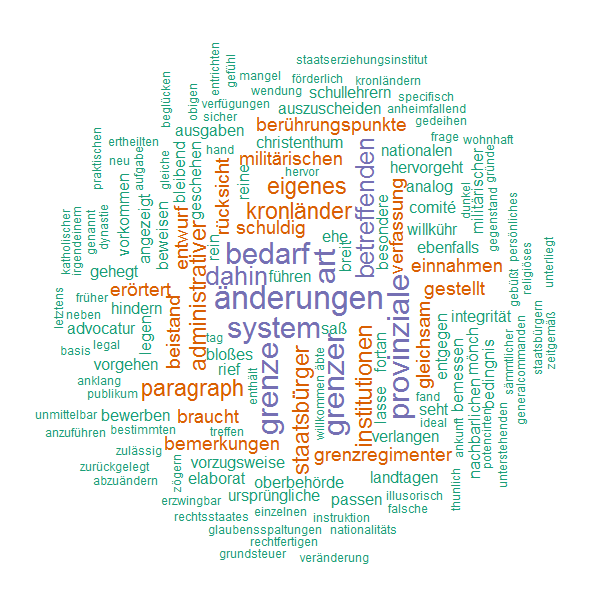 staatserziehungsinstitut
entrichten
gefühl
mangel
förderlich
kronländern
wendung
schullehrern
specifisch
beglücken
obigen
verfügungen
auszuscheiden
anheimfallend
sicher
gedeihen
ausgaben
berührungspunkte
praktischen
ertheilten
neu
aufgabe
gleiche
bleibend
geschehen
hand
christenthum
nationalen
frage
wohnhaft
gründe
militärischen
hervor
hervorgeht
dunkel
gegenstand
militärischer
vorkommen
angezeigt
beweisen
entwurf
rücksicht
reine
eigenes
betreffenden
analog
katholischer
irgendeinem
genannt
dynastie
kronländer
verfassung
comité
persönliches
religiöses
schuldig
ehe
besondere
willkühr
unterliegt
administrativer
rein
bedarf
art
breit
ebenfalls
gehegt
dahin
führen
einnahmen
gebüßt
früher
erörtert
änderungen
provinziale
gestellt
letztens
neben
hindern
beistand
gleichsam
integrität
advocatur
legen
tag
system
saß
fortan
entgegen
staatsbürgern
zeitgemäß
basis
legal
bloßes
grenze
grenzer
institutionen
bemessen
mönch
sämmtlicher
generalcommanden
vorgehen
rief
staatsbürger
äbte
willkommen
lasse
nachbarlichen
bedingnis
anklang
publikum
paragraph
enthält
fand
unmittelbar
bewerben
braucht
seht
ideal
potencirten
unterstehenden
anzuführen
bestimmten
treffen
verlangen
ankunft
zulässig
bemerkungen
grenzregimenter
zurückgelegt
vorzugsweise
abzuändern
zögern
elaborat
oberbehörde
landtagen
thunlich
erzwingbar
ursprüngliche
passen
illusorisch
rechtsstaates
einzelnen
instruktion
falsche
glaubensspaltungen
nationalitäts
rechtfertigen
grundsteuer
veränderung